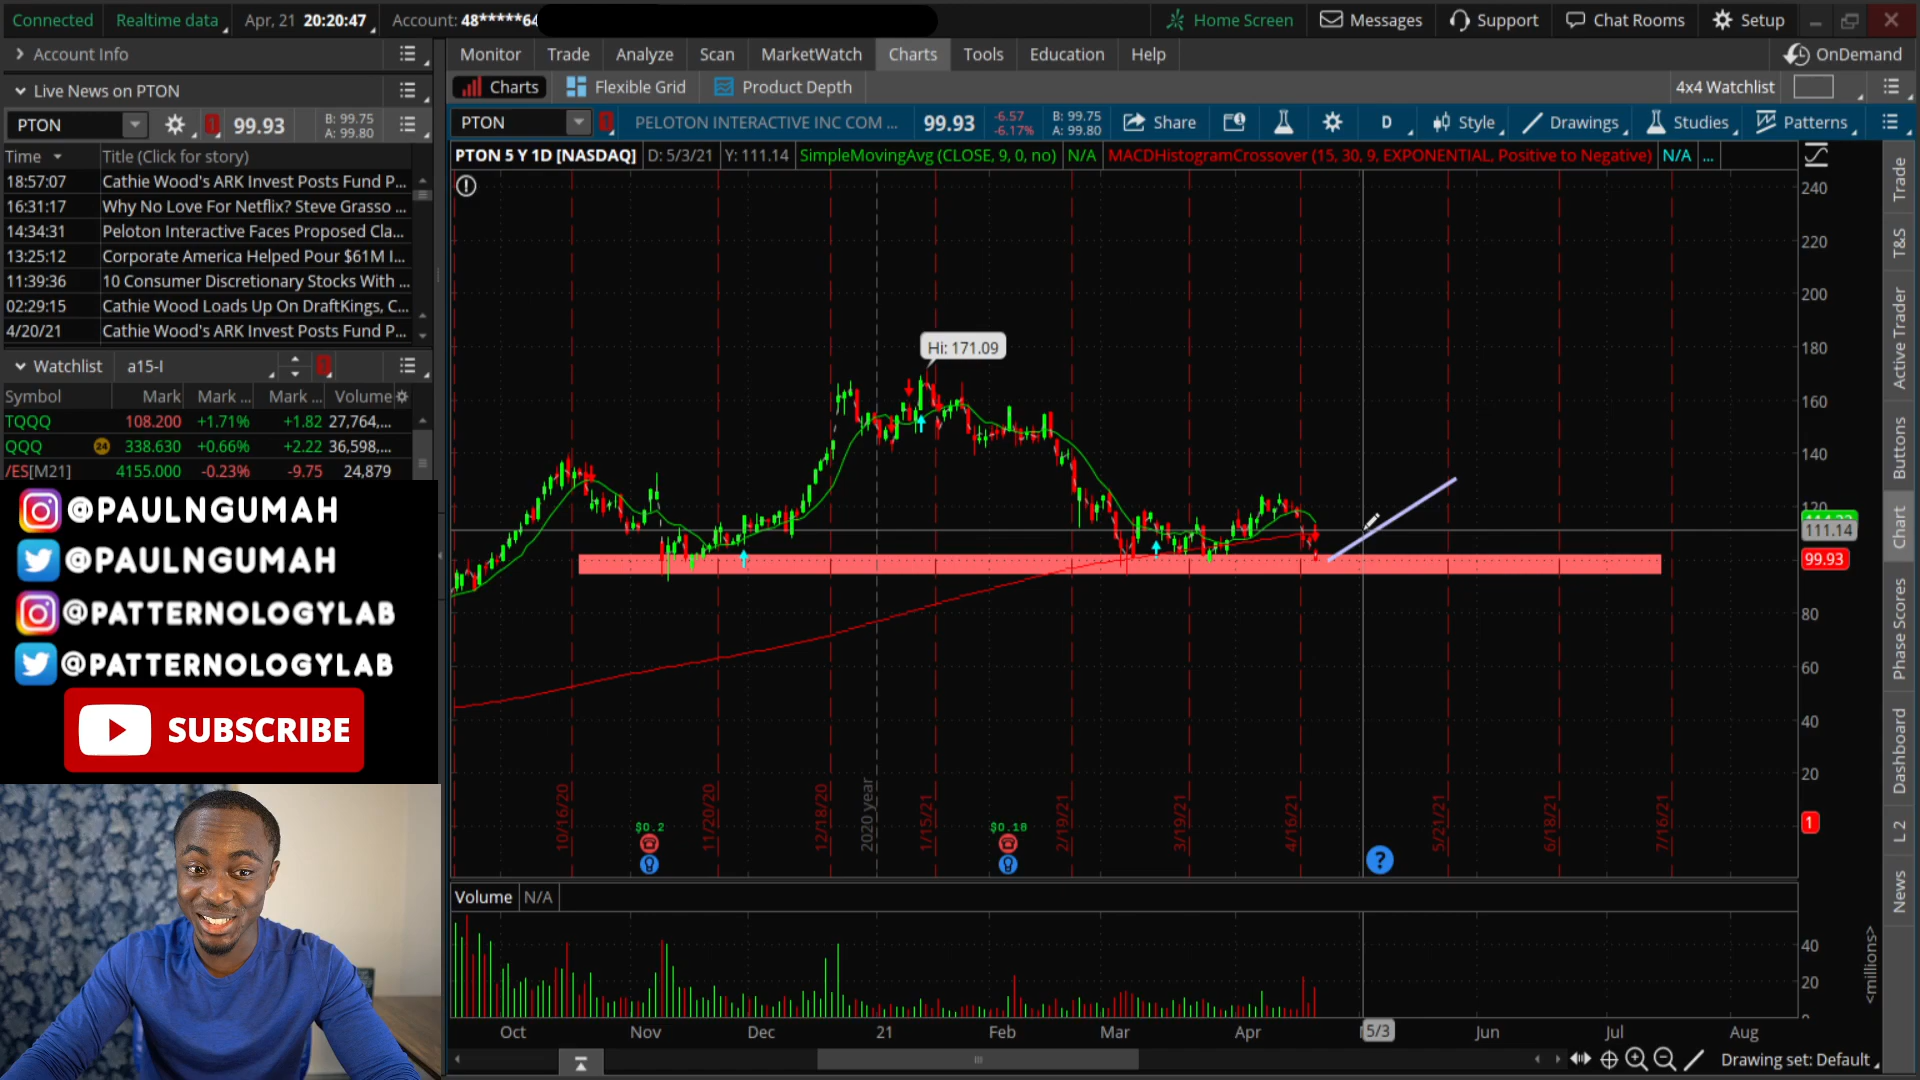 Connected Realtime data Apr, 21 20:20:47 Account: 48*****64 Home Screen Messages Support Chat Rooms Setup
Account Info Monitor Trade Analyze Scan MarketWatch Charts Tools Education Help OnDemand
Live News on PTON Charts Flexible Grid Product Depth 4x4 Watchlist
PTON 99.93 B: 99.75 A: 99.80
PTON PELOTON INTERACTIVE INC COM ... 99.93 -6.57 -6.17% B: 99.75 A: 99.80 Share D Style Drawings Studies Patterns
PTON 5 Y 1D [NASDAQ] D: 5/3/21 Y: 111.14 SimpleMovingAvg (CLOSE, 9, 0, no) N/A MACDHistogramCrossover (15, 30, 9, EXPONENTIAL, Positive to Negative) N/A ...
Time Title (Click for story)
18:57:07 Cathie Wood's ARK Invest Posts Fund P...
16:31:17 Why No Love For Netflix? Steve Grasso ...
14:34:31 Peloton Interactive Faces Proposed Cla...
13:25:12 Corporate America Helped Pour $61M I...
11:39:36 10 Consumer Discretionary Stocks With ...
02:29:15 Cathie Wood Loads Up On DraftKings, C...
4/20/21 Cathie Wood's ARK Invest Posts Fund P...
Watchlist a15-I
Symbol Mark Mark ... Mark ... Volume
TQQQ 108.200 +1.71% +1.82 27,764,...
QQQ 24 338.630 +0.66% +2.22 36,598,...
/ES[M21] 4155.000 -0.23% -9.75 24,879
@PAULNGUMAH
@PAULNGUMAH
@PATTERNOLOGYLAB
@PATTERNOLOGYLAB
SUBSCRIBE
Hi: 171.09
240
220
200
180
160
140
120
111.14
99.93
80
60
40
20
1
10/16/20
11/20/20
12/18/20
2020 year
1/15/21
2/19/21
3/19/21
4/16/21
5/21/21
6/18/21
7/16/21
$0.2
$0.18
?
Volume N/A
40
20
<millions>
Oct Nov Dec 21 Feb Mar Apr 5/3 Jun Jul Aug
Drawing set: Default
Trade
T&S
Active Trader
Buttons
Chart
Phase Scores
Dashboard
L 2
News